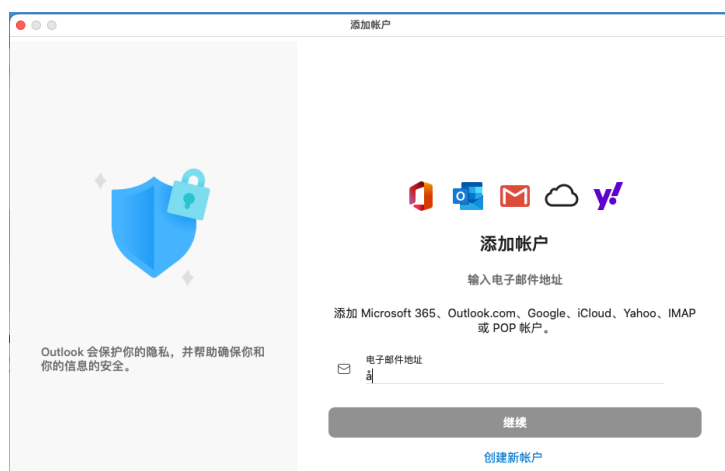 添加帐户
添加帐户
输入电子邮件地址
添加 Microsoft 365、Outlook.com、Google、iCloud、Yahoo、IMAP
或 POP 帐户。
Outlook 会保护你的隐私，并帮助确保你和
你的信息的安全。
电子邮件地址
å
继续
创建新帐户